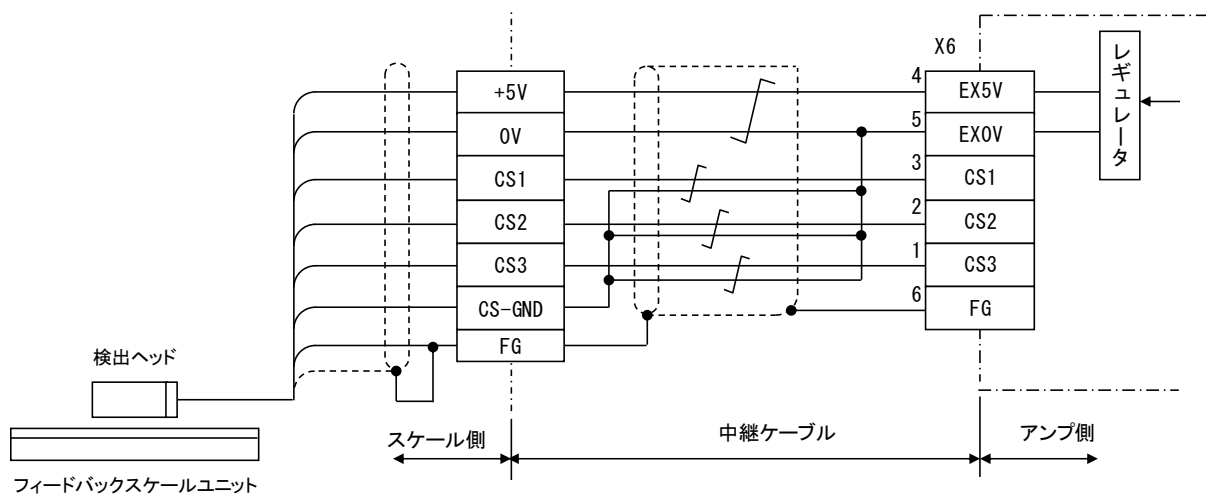 X6
レギュレータ
+5V
4
EX5V
0V
5
EX0V
CS1
3
CS1
CS2
2
CS2
CS3
1
CS3
CS-GND
6
FG
FG
検出ヘッド
スケール側
中継ケーブル
アンプ側
フィードバックスケールユニット